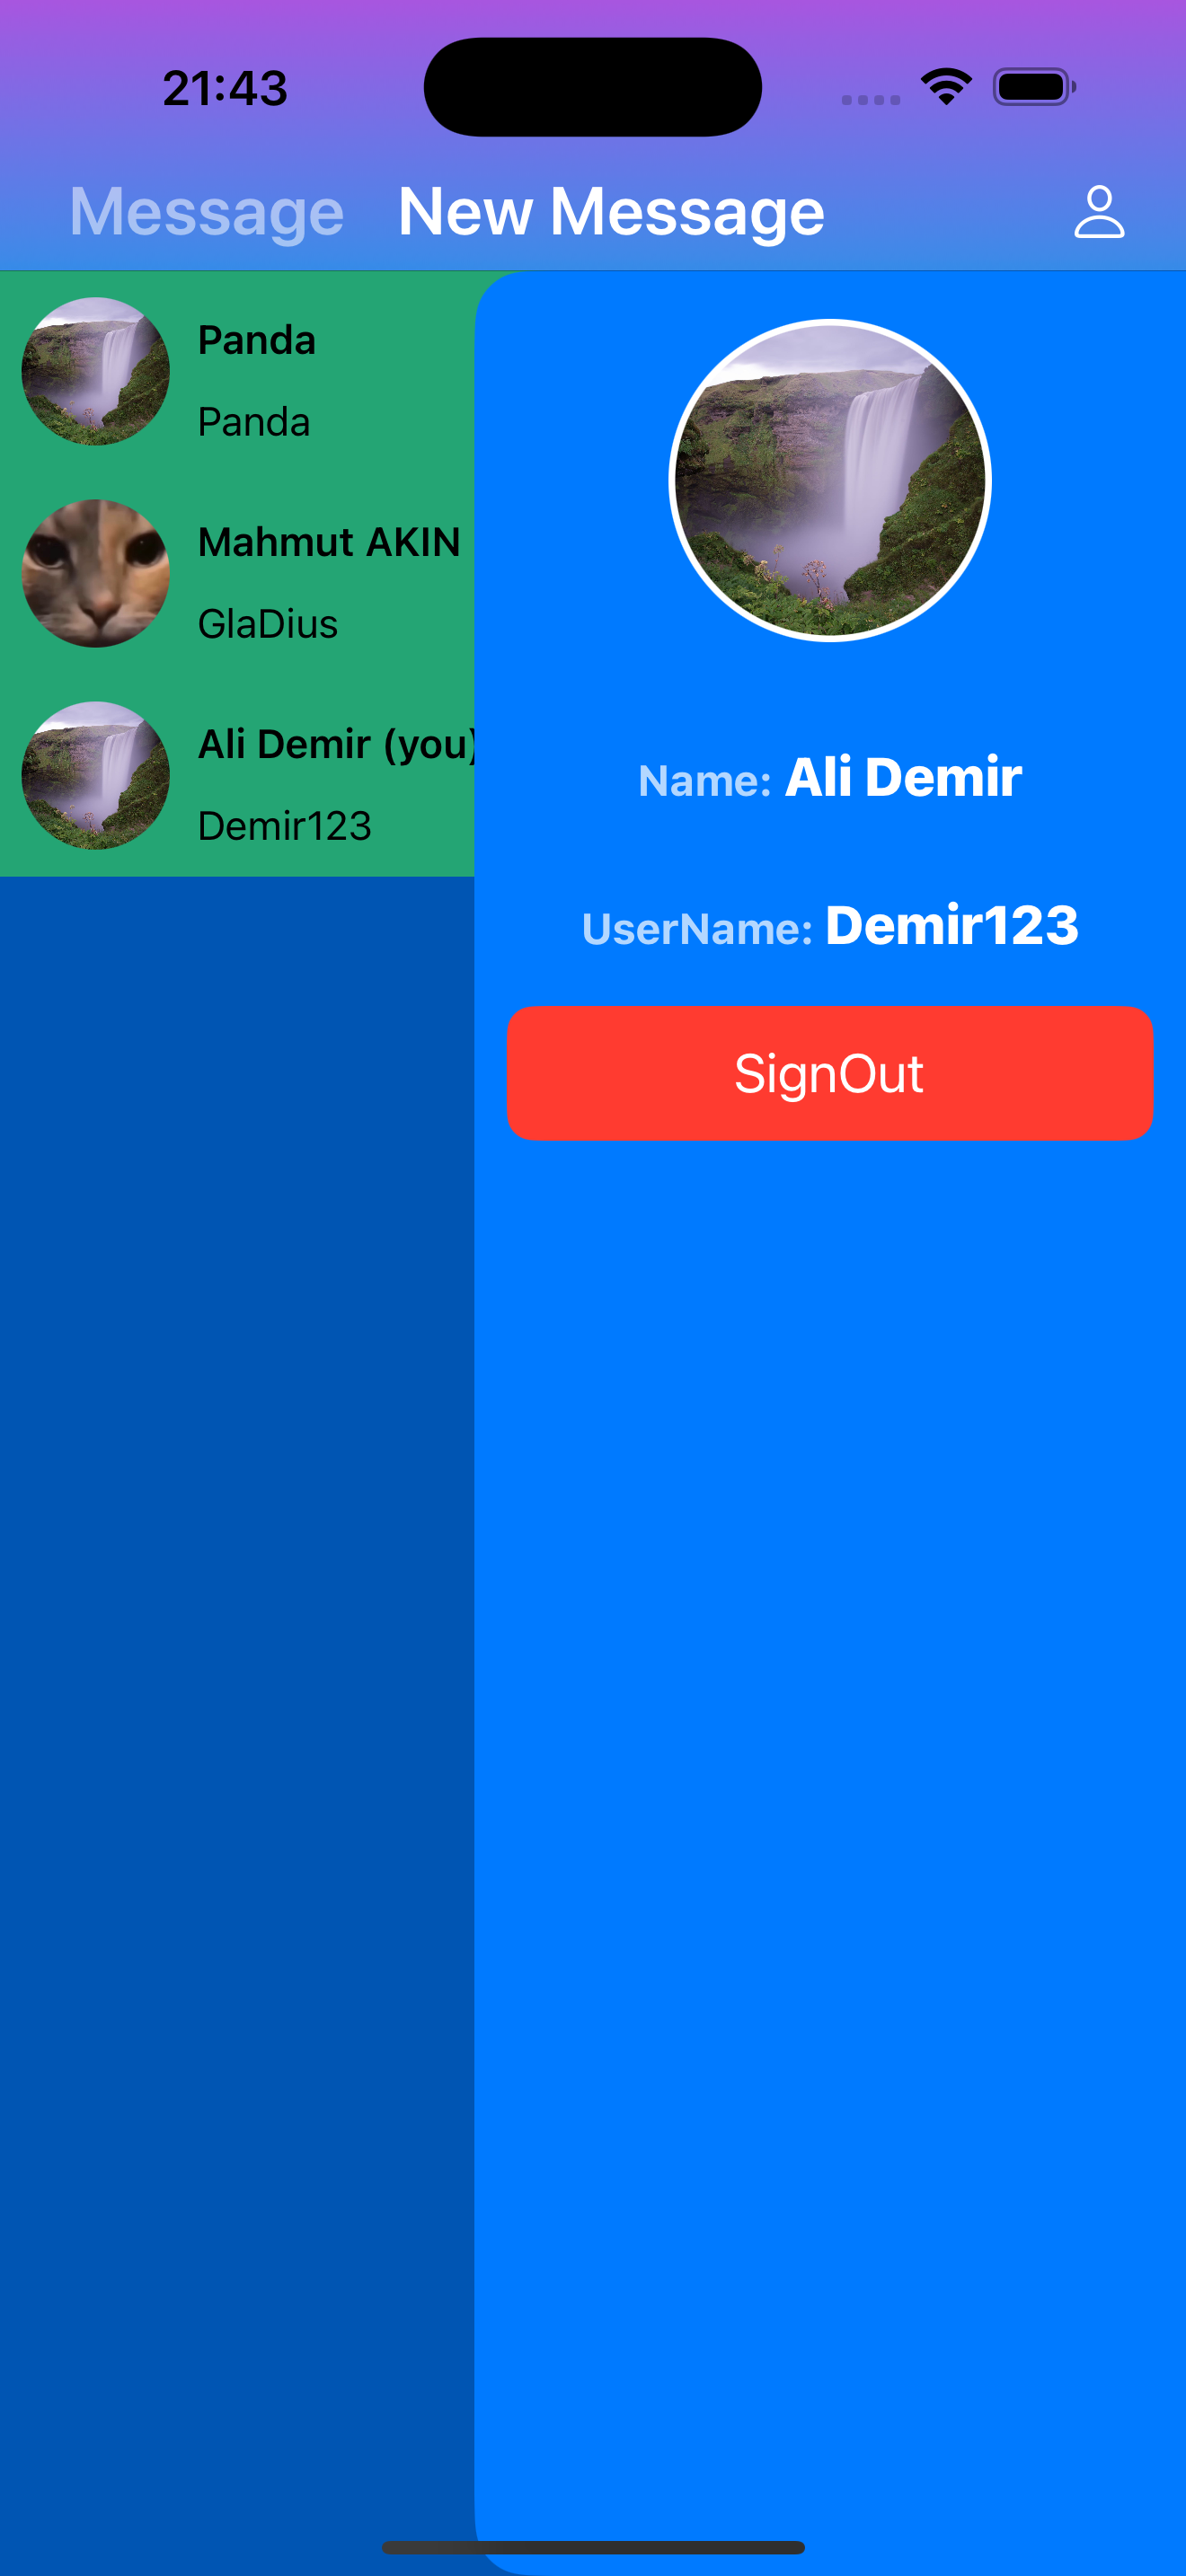 21:43
Message New Message
Panda
Panda
Mahmut AKIN
GlaDius
Ali Demir (you)
Demir123
Name: Ali Demir
UserName: Demir123
SignOut